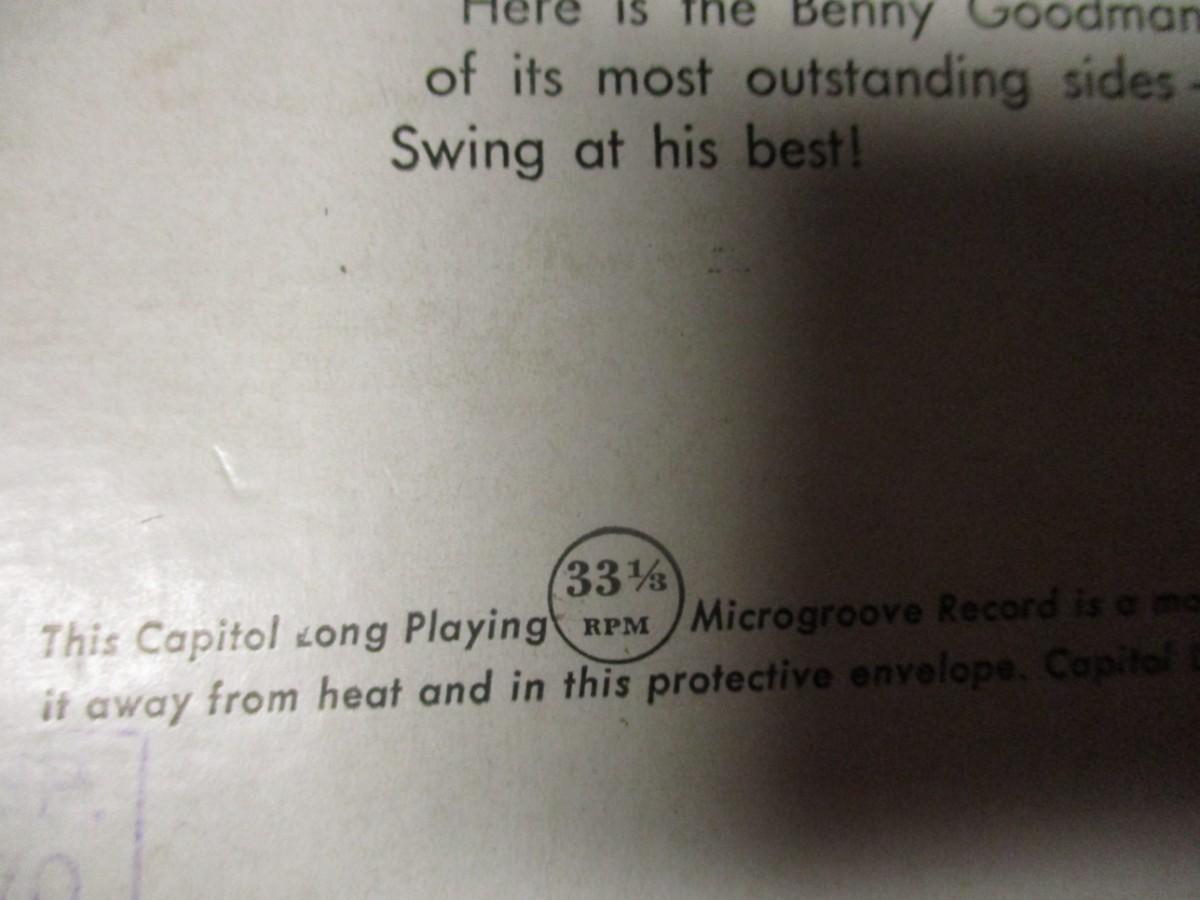 Here is the Benny Goodman
of its most outstanding sides -
Swing at his best!
33⅓
RPM
This Capitol Long Playing Microgroove Record is a
it away from heat and in this protective envelope. Capitol